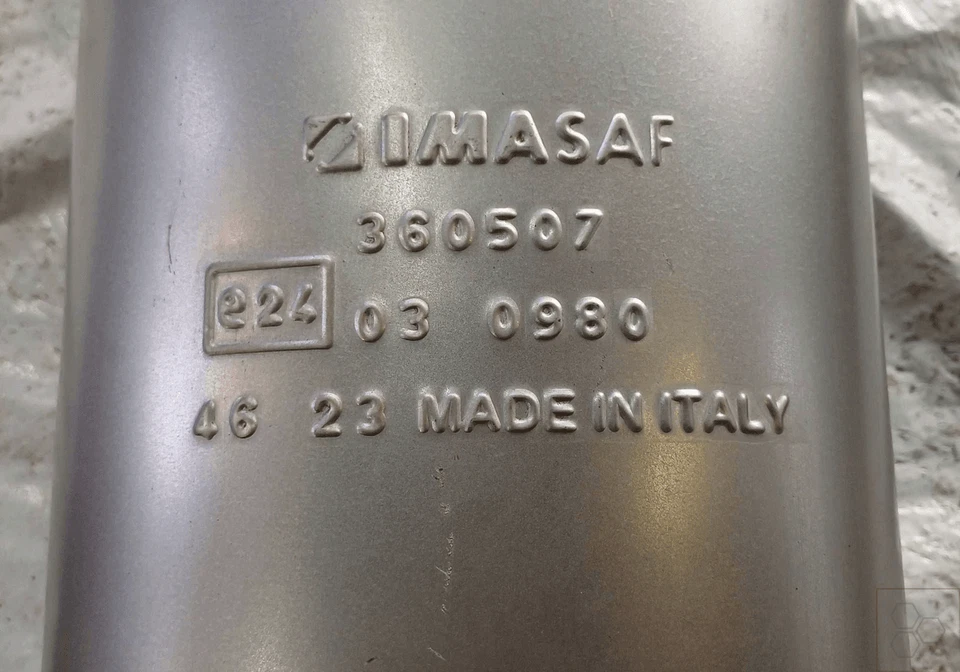 IMASAF
360507
e24 03 0980
46 23 MADE IN ITALY